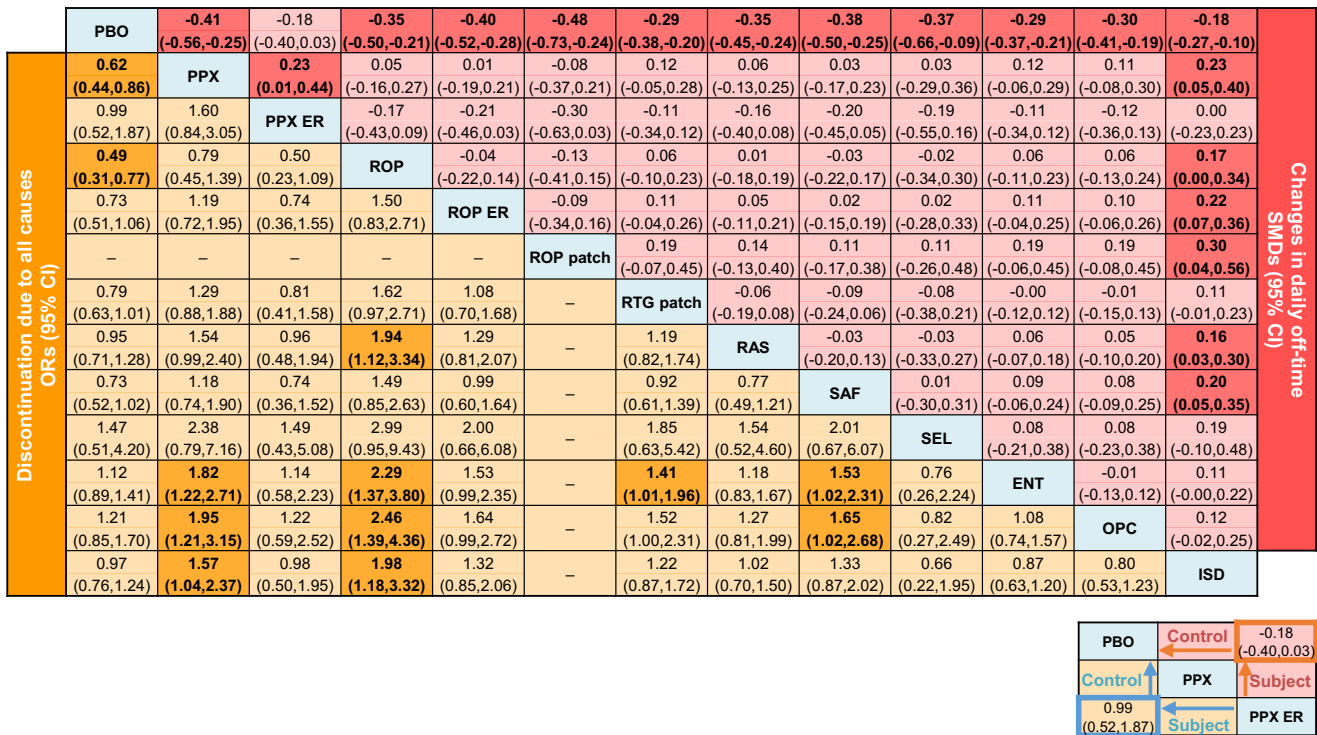 PBO -0.41 -0.18 -0.35 -0.40 -0.48 -0.29 -0.35 -0.38 -0.37 -0.29 -0.30 -0.18
(-0.56,-0.25) (-0.40,0.03) (-0.50,-0.21) (-0.52,-0.28) (-0.73,-0.24) (-0.38,-0.20) (-0.45,-0.24) (-0.50,-0.25) (-0.66,-0.09) (-0.37,-0.21) (-0.41,-0.19) (-0.27,-0.10)
0.62 PPX 0.23 0.05 0.01 -0.08 0.12 0.06 0.03 0.03 0.12 0.11 0.23
(0.44,0.86) (0.01,0.44) (-0.16,0.27) (-0.19,0.21) (-0.37,0.21) (-0.05,0.28) (-0.13,0.25) (-0.17,0.23) (-0.29,0.36) (-0.06,0.29) (-0.08,0.30) (0.05,0.40)
0.99 1.60 PPX ER -0.17 -0.21 -0.30 -0.11 -0.16 -0.20 -0.19 -0.11 -0.12 0.00
(0.52,1.87) (0.84,3.05) (-0.43,0.09) (-0.46,0.03) (-0.63,0.03) (-0.34,0.12) (-0.40,0.08) (-0.45,0.05) (-0.55,0.16) (-0.34,0.12) (-0.36,0.13) (-0.23,0.23)
0.49 0.79 0.50 ROP -0.04 -0.13 0.06 0.01 -0.03 -0.02 0.06 0.06 0.17
(0.31,0.77) (0.45,1.39) (0.23,1.09) (-0.22,0.14) (-0.41,0.15) (-0.10,0.23) (-0.18,0.19) (-0.22,0.17) (-0.34,0.30) (-0.11,0.23) (-0.13,0.24) (0.00,0.34)
0.73 1.19 0.74 1.50 ROP ER -0.09 0.11 0.05 0.02 0.02 0.11 0.10 0.22
(0.51,1.06) (0.72,1.95) (0.36,1.55) (0.83,2.71) (-0.34,0.16) (-0.04,0.26) (-0.11,0.21) (-0.15,0.19) (-0.28,0.33) (-0.04,0.25) (-0.06,0.26) (0.07,0.36)
– – – – – ROP patch 0.19 0.14 0.11 0.11 0.19 0.19 0.30
(-0.07,0.45) (-0.13,0.40) (-0.17,0.38) (-0.26,0.48) (-0.06,0.45) (-0.08,0.45) (0.04,0.56)
0.79 1.29 0.81 1.62 1.08 – RTG patch -0.06 -0.09 -0.08 -0.00 -0.01 0.11
(0.63,1.01) (0.88,1.88) (0.41,1.58) (0.97,2.71) (0.70,1.68) (-0.19,0.08) (-0.24,0.06) (-0.38,0.21) (-0.12,0.12) (-0.15,0.13) (-0.01,0.23)
0.95 1.54 0.96 1.94 1.29 – 1.19 RAS -0.03 -0.03 0.06 0.05 0.16
(0.71,1.28) (0.99,2.40) (0.48,1.94) (1.12,3.34) (0.81,2.07) (0.82,1.74) (-0.20,0.13) (-0.33,0.27) (-0.07,0.18) (-0.10,0.20) (0.03,0.30)
0.73 1.18 0.74 1.49 0.99 – 0.92 0.77 SAF 0.01 0.09 0.08 0.20
(0.52,1.02) (0.74,1.90) (0.36,1.52) (0.85,2.63) (0.60,1.64) (0.61,1.39) (0.49,1.21) (-0.30,0.31) (-0.06,0.24) (-0.09,0.25) (0.05,0.35)
1.47 2.38 1.49 2.99 2.00 – 1.85 1.54 2.01 SEL 0.08 0.08 0.19
(0.51,4.20) (0.79,7.16) (0.43,5.08) (0.95,9.43) (0.66,6.08) (0.63,5.42) (0.52,4.60) (0.67,6.07) (-0.21,0.38) (-0.23,0.38) (-0.10,0.48)
1.12 1.82 1.14 2.29 1.53 – 1.41 1.18 1.53 0.76 ENT -0.01 0.11
(0.89,1.41) (1.22,2.71) (0.58,2.23) (1.37,3.80) (0.99,2.35) (1.01,1.96) (0.83,1.67) (1.02,2.31) (0.26,2.24) (-0.13,0.12) (-0.00,0.22)
1.21 1.95 1.22 2.46 1.64 – 1.52 1.27 1.65 0.82 1.08 OPC 0.12
(0.85,1.70) (1.21,3.15) (0.59,2.52) (1.39,4.36) (0.99,2.72) (1.00,2.31) (0.81,1.99) (1.02,2.68) (0.27,2.49) (0.74,1.57) (-0.02,0.25)
0.97 1.57 0.98 1.98 1.32 – 1.22 1.02 1.33 0.66 0.87 0.80 ISD
(0.76,1.24) (1.04,2.37) (0.50,1.95) (1.18,3.32) (0.85,2.06) (0.87,1.72) (0.70,1.50) (0.87,2.02) (0.22,1.95) (0.63,1.20) (0.53,1.23)
Discontinuation due to all causes
ORs (95% CI)
Changes in daily off-time
SMDs (95% CI)
PBO Control -0.18
(-0.40,0.03)
Control PPX Subject
0.99 Subject PPX ER
(0.52,1.87)